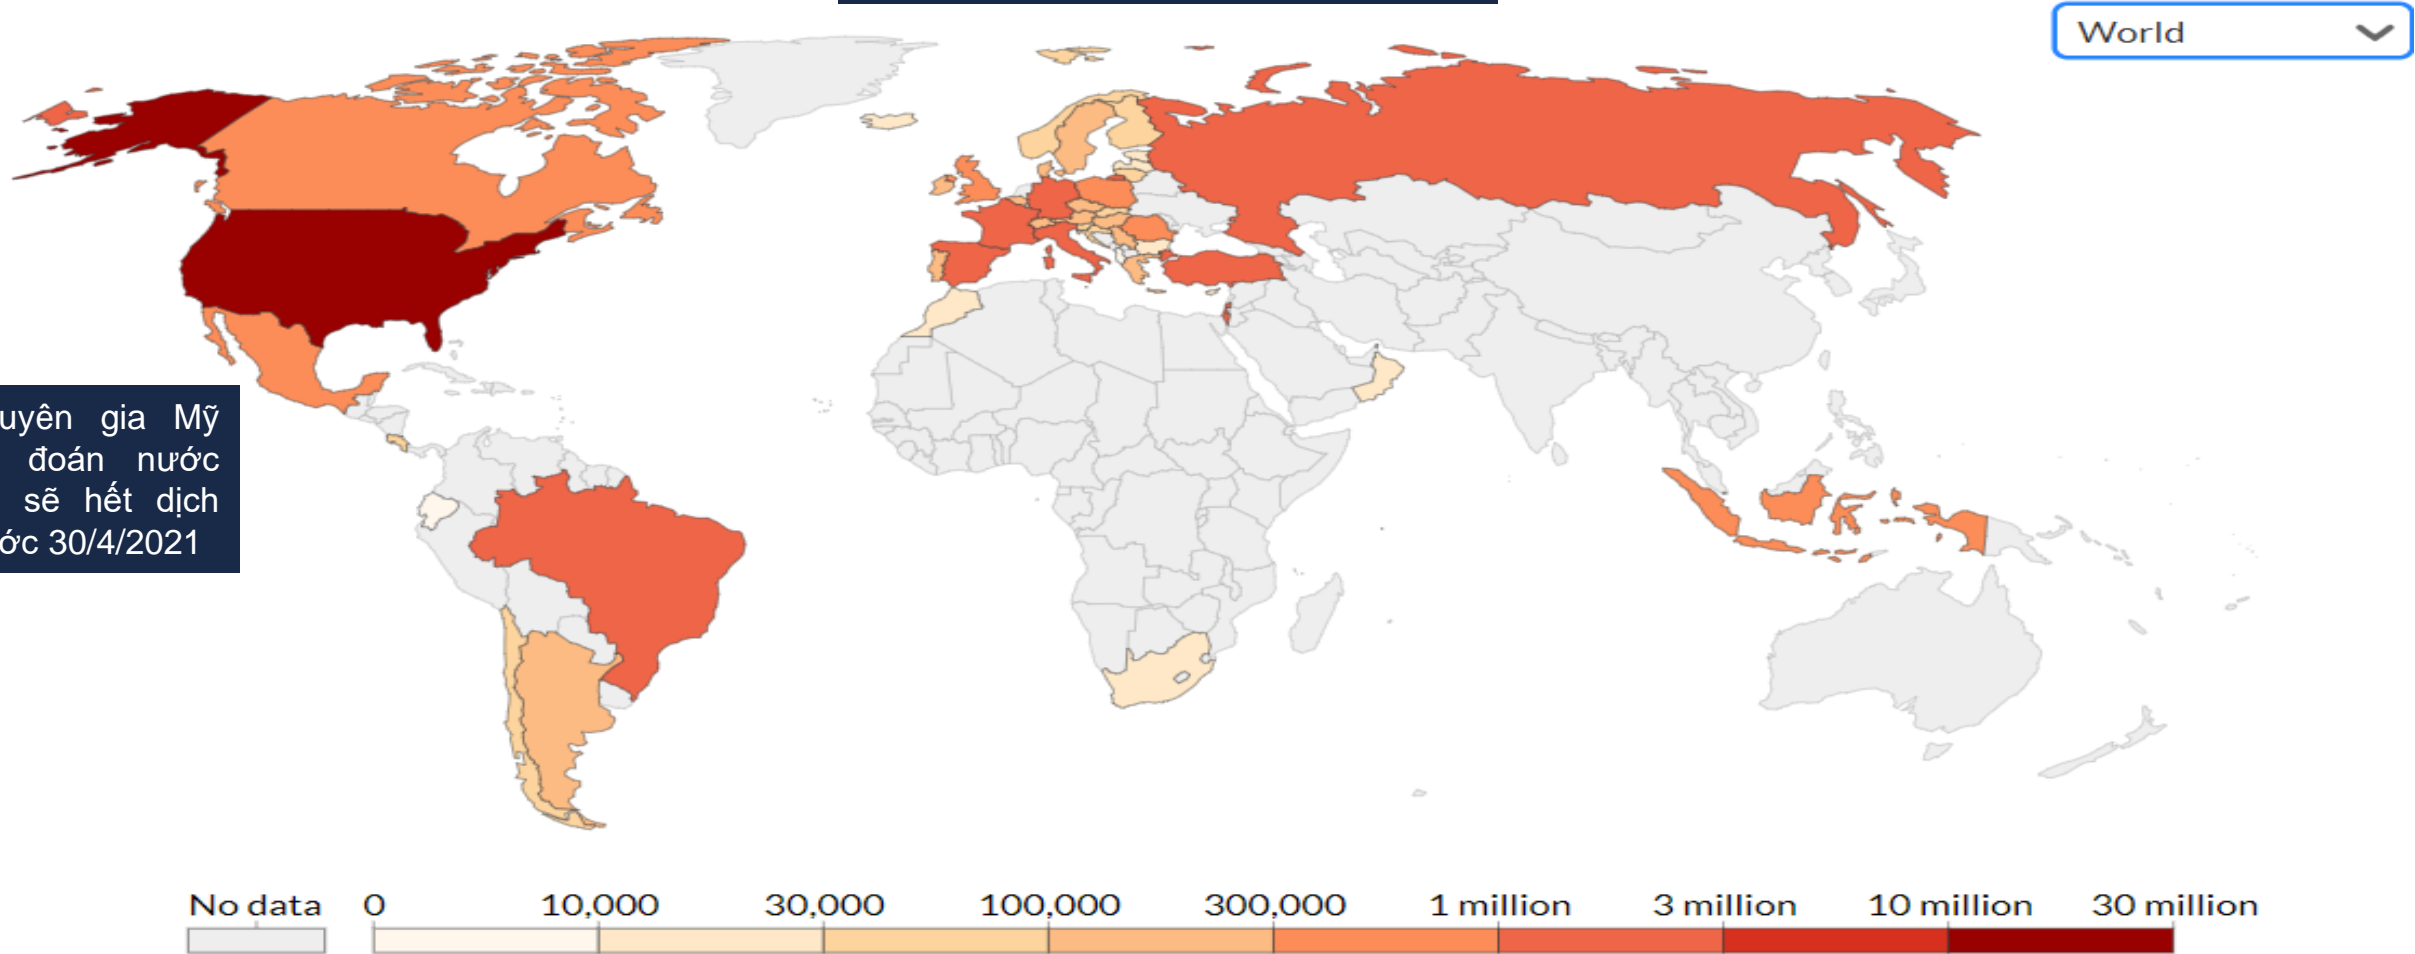 World
uyên gia Mỹ
đoán nước
sẽ hết dịch
ớc 30/4/2021
No data 0 10,000 30,000 100,000 300,000 1 million 3 million 10 million 30 million